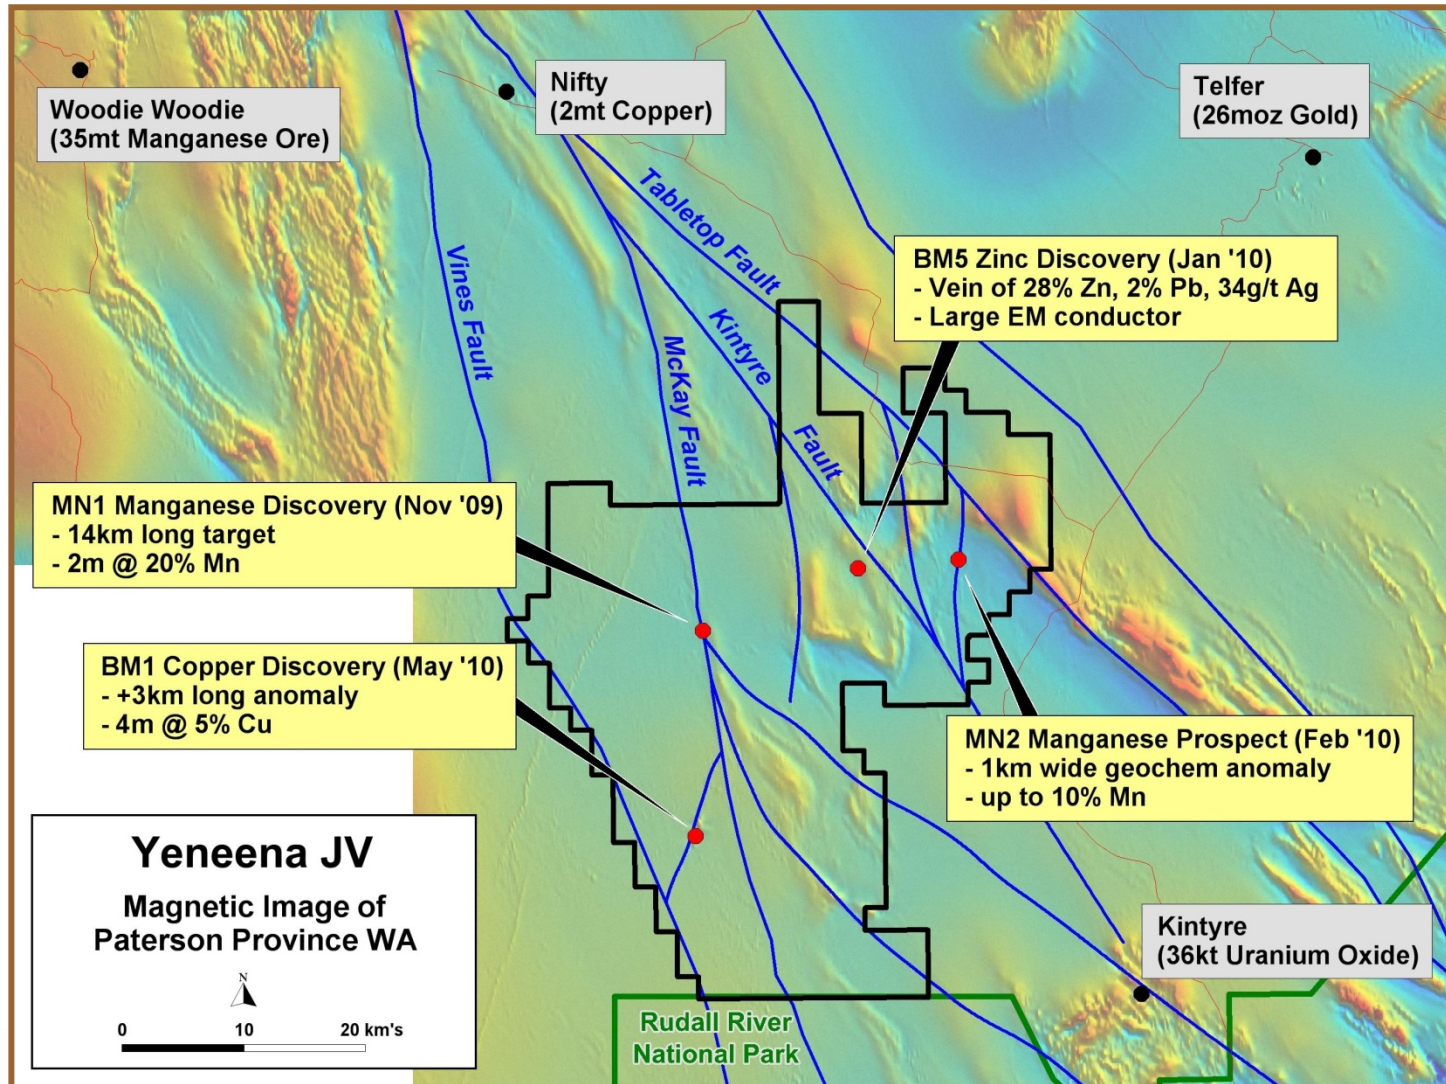 Woodie Woodie
(35mt Manganese Ore)
Nifty
(2mt Copper)
Telfer
(26moz Gold)
Tabletop Fault
Vines Fault
Kintyre
Fault
McKay Fault
BM5 Zinc Discovery (Jan '10)
- Vein of 28% Zn, 2% Pb, 34g/t Ag
- Large EM conductor
MN1 Manganese Discovery (Nov '09)
- 14km long target
- 2m @ 20% Mn
BM1 Copper Discovery (May '10)
- +3km long anomaly
- 4m @ 5% Cu
MN2 Manganese Prospect (Feb '10)
- 1km wide geochem anomaly
- up to 10% Mn
Yeneena JV
Magnetic Image of
Paterson Province WA
N
0 10 20 km's
Kintyre
(36kt Uranium Oxide)
Rudall River
National Park